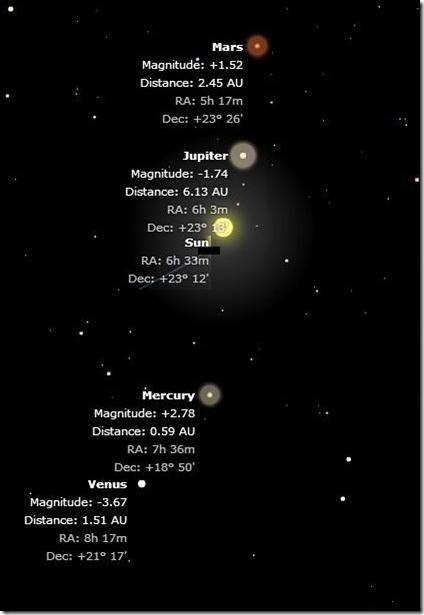 Mars
Magnitude: +1.52
Distance: 2.45 AU
RA: 5h 17m
Dec: +23° 26'
Jupiter
Magnitude: -1.74
Distance: 6.13 AU
RA: 6h 3m
Dec: +23° 13'
Sun
RA: 6h 33m
Dec: +23° 12'
Mercury
Magnitude: +2.78
Distance: 0.59 AU
RA: 7h 36m
Dec: +18° 50'
Venus
Magnitude: -3.67
Distance: 1.51 AU
RA: 8h 17m
Dec: +21° 17'